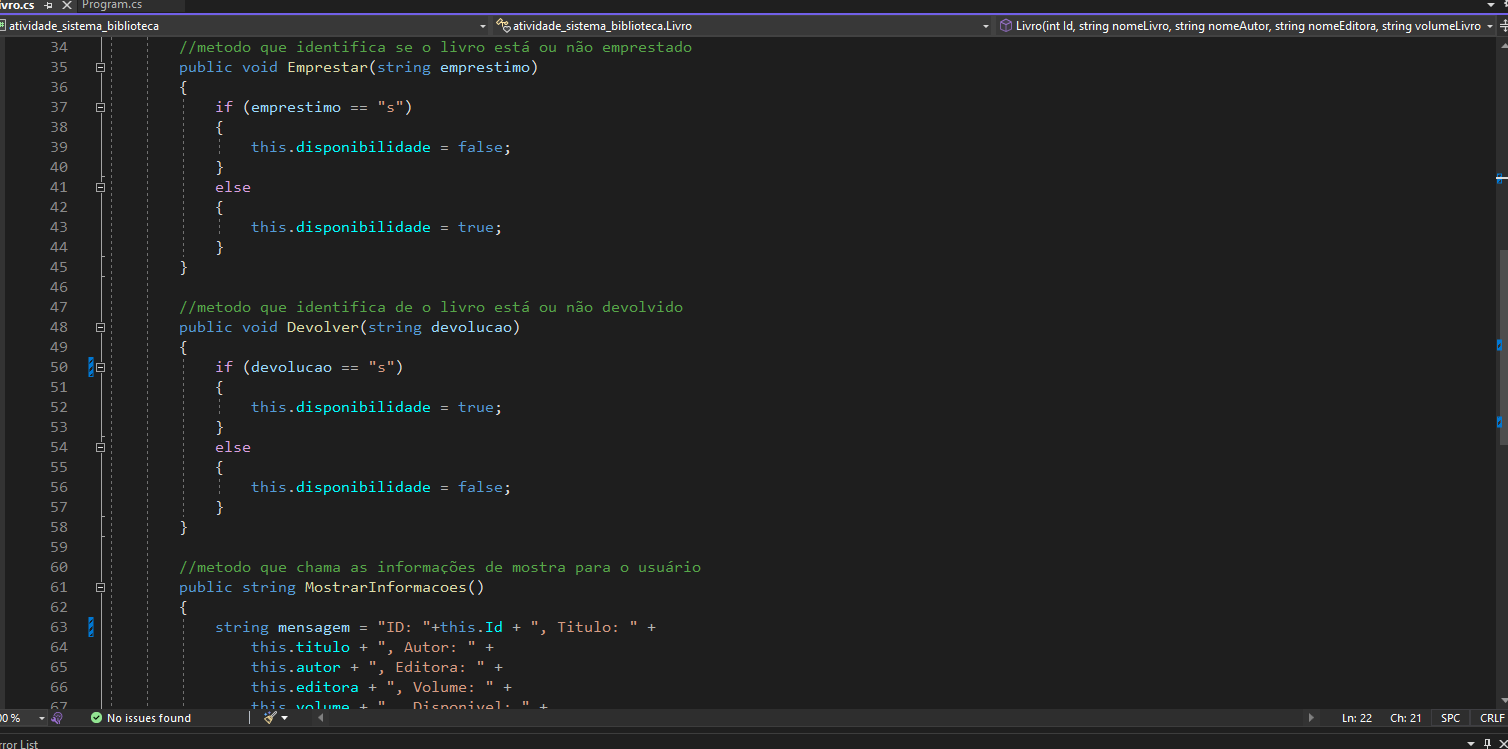 ivro.cs Program.cs
atividade_sistema_biblioteca atividade_sistema_biblioteca.Livro Livro(int Id, string nomeLivro, string nomeAutor, string nomeEditora, string volumeLivro
34 //metodo que identifica se o livro está ou não emprestado
35 public void Emprestar(string emprestimo)
36 {
37 if (emprestimo == "s")
38 {
39 this.disponibilidade = false;
40 }
41 else
42 {
43 this.disponibilidade = true;
44 }
45 }
46
47 //metodo que identifica de o livro está ou não devolvido
48 public void Devolver(string devolucao)
49 {
50 if (devolucao == "s")
51 {
52 this.disponibilidade = true;
53 }
54 else
55 {
56 this.disponibilidade = false;
57 }
58 }
59
60 //metodo que chama as informações de mostra para o usuário
61 public string MostrarInformacoes()
62 {
63 string mensagem = "ID: "+this.Id + ", Titulo: " +
64 this.titulo + ", Autor: " +
65 this.autor + ", Editora: " +
66 this.editora + ", Volume: " +
67 this.volume + ", Disponivel: " +
00 % No issues found Ln: 22 Ch: 21 SPC CRLF
rror List